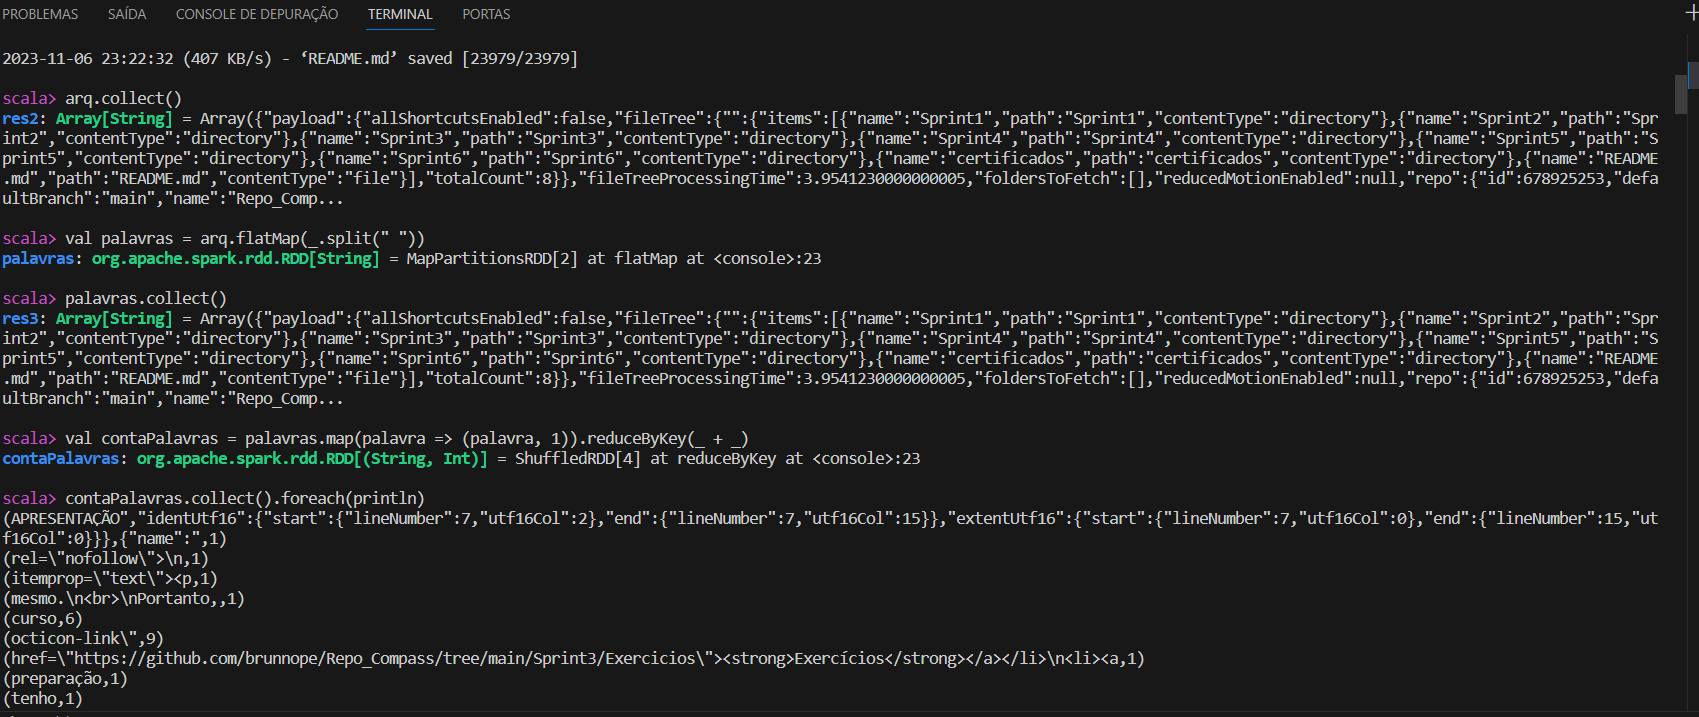 PROBLEMAS SAÍDA CONSOLE DE DEPURAÇÃO TERMINAL PORTAS
2023-11-06 23:22:32 (407 KB/s) - ‘README.md’ saved [23979/23979]
scala> arq.collect()
res2: Array[String] = Array({"payload":{"allShortcutsEnabled":false,"fileTree":{"":{"items":[{"name":"Sprint1","path":"Sprint1","contentType":"directory"},{"name":"Sprint2","path":"Spr
int2","contentType":"directory"},{"name":"Sprint3","path":"Sprint3","contentType":"directory"},{"name":"Sprint4","path":"Sprint4","contentType":"directory"},{"name":"Sprint5","path":"S
print5","contentType":"directory"},{"name":"Sprint6","path":"Sprint6","contentType":"directory"},{"name":"certificados","path":"certificados","contentType":"directory"},{"name":"README
.md","path":"README.md","contentType":"file"}],"totalCount":8}},"fileTreeProcessingTime":3.9541230000000005,"foldersToFetch":[],"reducedMotionEnabled":null,"repo":{"id":678925253,"defa
ultBranch":"main","name":"Repo_Comp...
scala> val palavras = arq.flatMap(_.split(" "))
palavras: org.apache.spark.rdd.RDD[String] = MapPartitionsRDD[2] at flatMap at <console>:23
scala> palavras.collect()
res3: Array[String] = Array({"payload":{"allShortcutsEnabled":false,"fileTree":{"":{"items":[{"name":"Sprint1","path":"Sprint1","contentType":"directory"},{"name":"Sprint2","path":"Spr
int2","contentType":"directory"},{"name":"Sprint3","path":"Sprint3","contentType":"directory"},{"name":"Sprint4","path":"Sprint4","contentType":"directory"},{"name":"Sprint5","path":"S
print5","contentType":"directory"},{"name":"Sprint6","path":"Sprint6","contentType":"directory"},{"name":"certificados","path":"certificados","contentType":"directory"},{"name":"README
.md","path":"README.md","contentType":"file"}],"totalCount":8}},"fileTreeProcessingTime":3.9541230000000005,"foldersToFetch":[],"reducedMotionEnabled":null,"repo":{"id":678925253,"defa
ultBranch":"main","name":"Repo_Comp...
scala> val contaPalavras = palavras.map(palavra => (palavra, 1)).reduceByKey(_ + _)
contaPalavras: org.apache.spark.rdd.RDD[(String, Int)] = ShuffledRDD[4] at reduceByKey at <console>:23
scala> contaPalavras.collect().foreach(println)
(APRESENTAÇÃO","identUtf16":{"start":{"lineNumber":7,"utf16Col":2},"end":{"lineNumber":7,"utf16Col":15}},"extentUtf16":{"start":{"lineNumber":7,"utf16Col":0},"end":{"lineNumber":15,"ut
f16Col":0}}},{"name":",1)
(rel=\"nofollow\">\n,1)
(itemprop=\"text\"><p,1)
(mesmo.\n<br>\nPortanto,,1)
(curso,6)
(octicon-link\",9)
(href=\"https://github.com/brunnope/Repo_Compass/tree/main/Sprint3/Exercicios\"><strong>Exercícios</strong></a></li>\n<li><a,1)
(preparação,1)
(tenho,1)